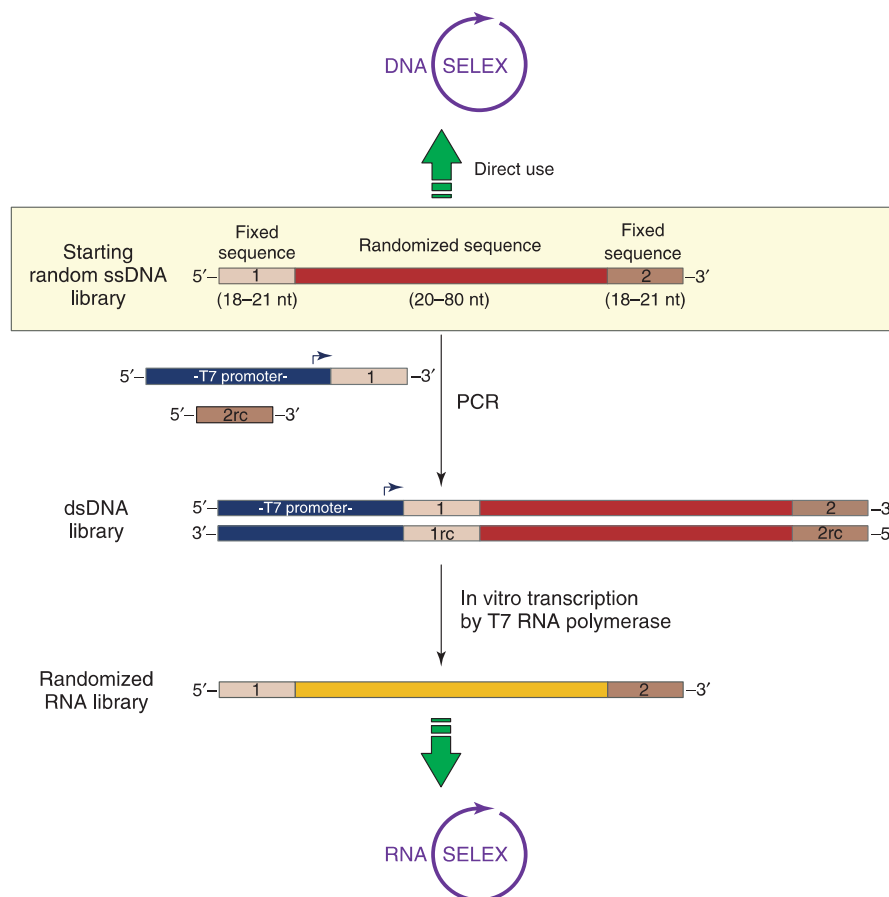 DNA SELEX
Direct use
Fixed
sequence
Randomized sequence
Fixed
sequence
Starting
random ssDNA
library
5′– 1 2 –3′
(18–21 nt) (20–80 nt) (18–21 nt)
5′– -T7 promoter- 1 –3′
5′– 2rc –3′
PCR
dsDNA
library
5′– -T7 promoter- 1 2 –3′
3′– 1rc 2rc –5′
In vitro transcription
by T7 RNA polymerase
Randomized
RNA library
5′– 1 2 –3′
RNA SELEX